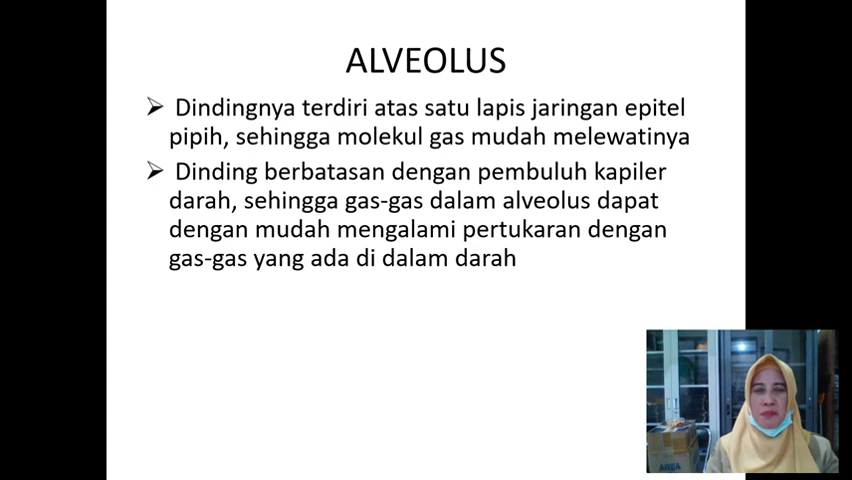 ALVEOLUS
➢ Dindingnya terdiri atas satu lapis jaringan epitel
pipih, sehingga molekul gas mudah melewatinya
➢ Dinding berbatasan dengan pembuluh kapiler
darah, sehingga gas-gas dalam alveolus dapat
dengan mudah mengalami pertukaran dengan
gas-gas yang ada di dalam darah